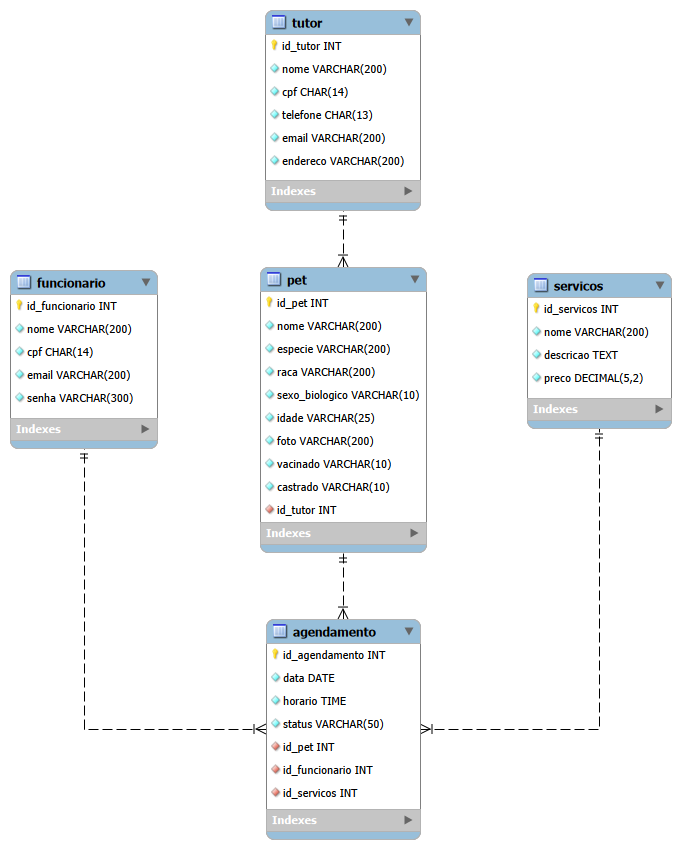 tutor
id_tutor INT
nome VARCHAR(200)
cpf CHAR(14)
telefone CHAR(13)
email VARCHAR(200)
endereco VARCHAR(200)
Indexes
funcionario
id_funcionario INT
nome VARCHAR(200)
cpf CHAR(14)
email VARCHAR(200)
senha VARCHAR(300)
Indexes
pet
id_pet INT
nome VARCHAR(200)
especie VARCHAR(200)
raca VARCHAR(200)
sexo_biologico VARCHAR(10)
idade VARCHAR(25)
foto VARCHAR(200)
vacinado VARCHAR(10)
castrado VARCHAR(10)
id_tutor INT
Indexes
servicos
id_servicos INT
nome VARCHAR(200)
descricao TEXT
preco DECIMAL(5,2)
Indexes
agendamento
id_agendamento INT
data DATE
horario TIME
status VARCHAR(50)
id_pet INT
id_funcionario INT
id_servicos INT
Indexes